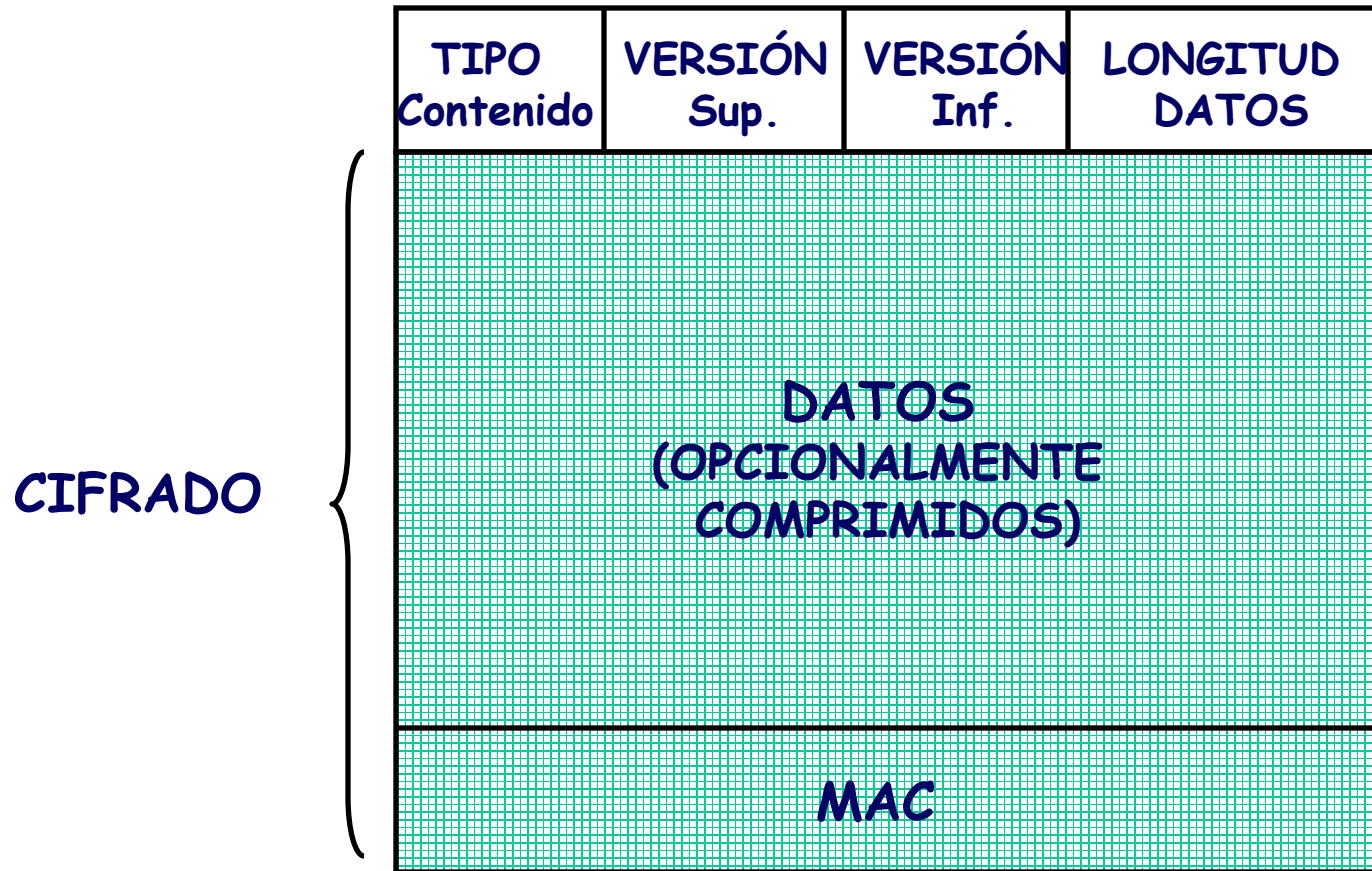 TIPO
Contenido
VERSIÓN
Sup.
VERSIÓN
Inf.
LONGITUD
DATOS
DATOS
(OPCIONALMENTE
COMPRIMIDOS)
CIFRADO
MAC